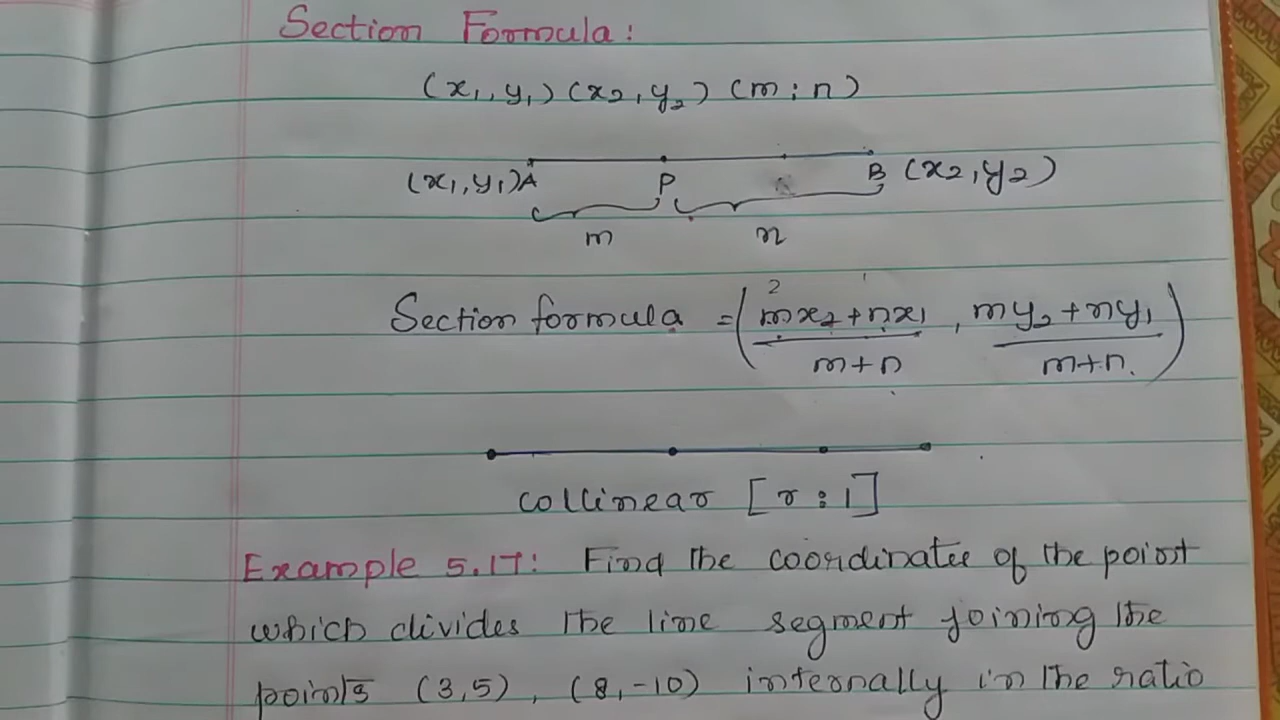 Section Formula:
(x₁, y₁) (x₂, y₂) (m : n)
(x₁, y₁) A P B (x₂, y₂)
m n
2
Section formula = ( mx₂ + nx₁ / m+n , my₂ + ny₁ / m+n )
Collinear [r : 1]
Example 5.17: Find the coordinates of the point
which divides the line segment joining the
points (3,5), (8,-10) internally in the ratio